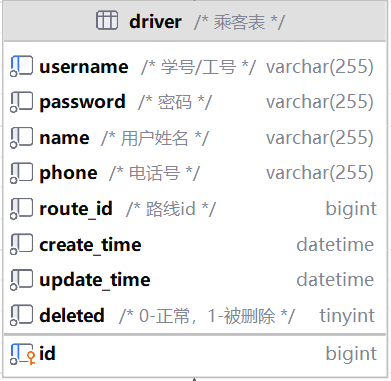 driver /* 乘客表 */
username /* 学号/工号 */ varchar(255)
password /* 密码 */ varchar(255)
name /* 用户姓名 */ varchar(255)
phone /* 电话号 */ varchar(255)
route_id /* 路线id */ bigint
create_time datetime
update_time datetime
deleted /* 0-正常，1-被删除 */ tinyint
id bigint